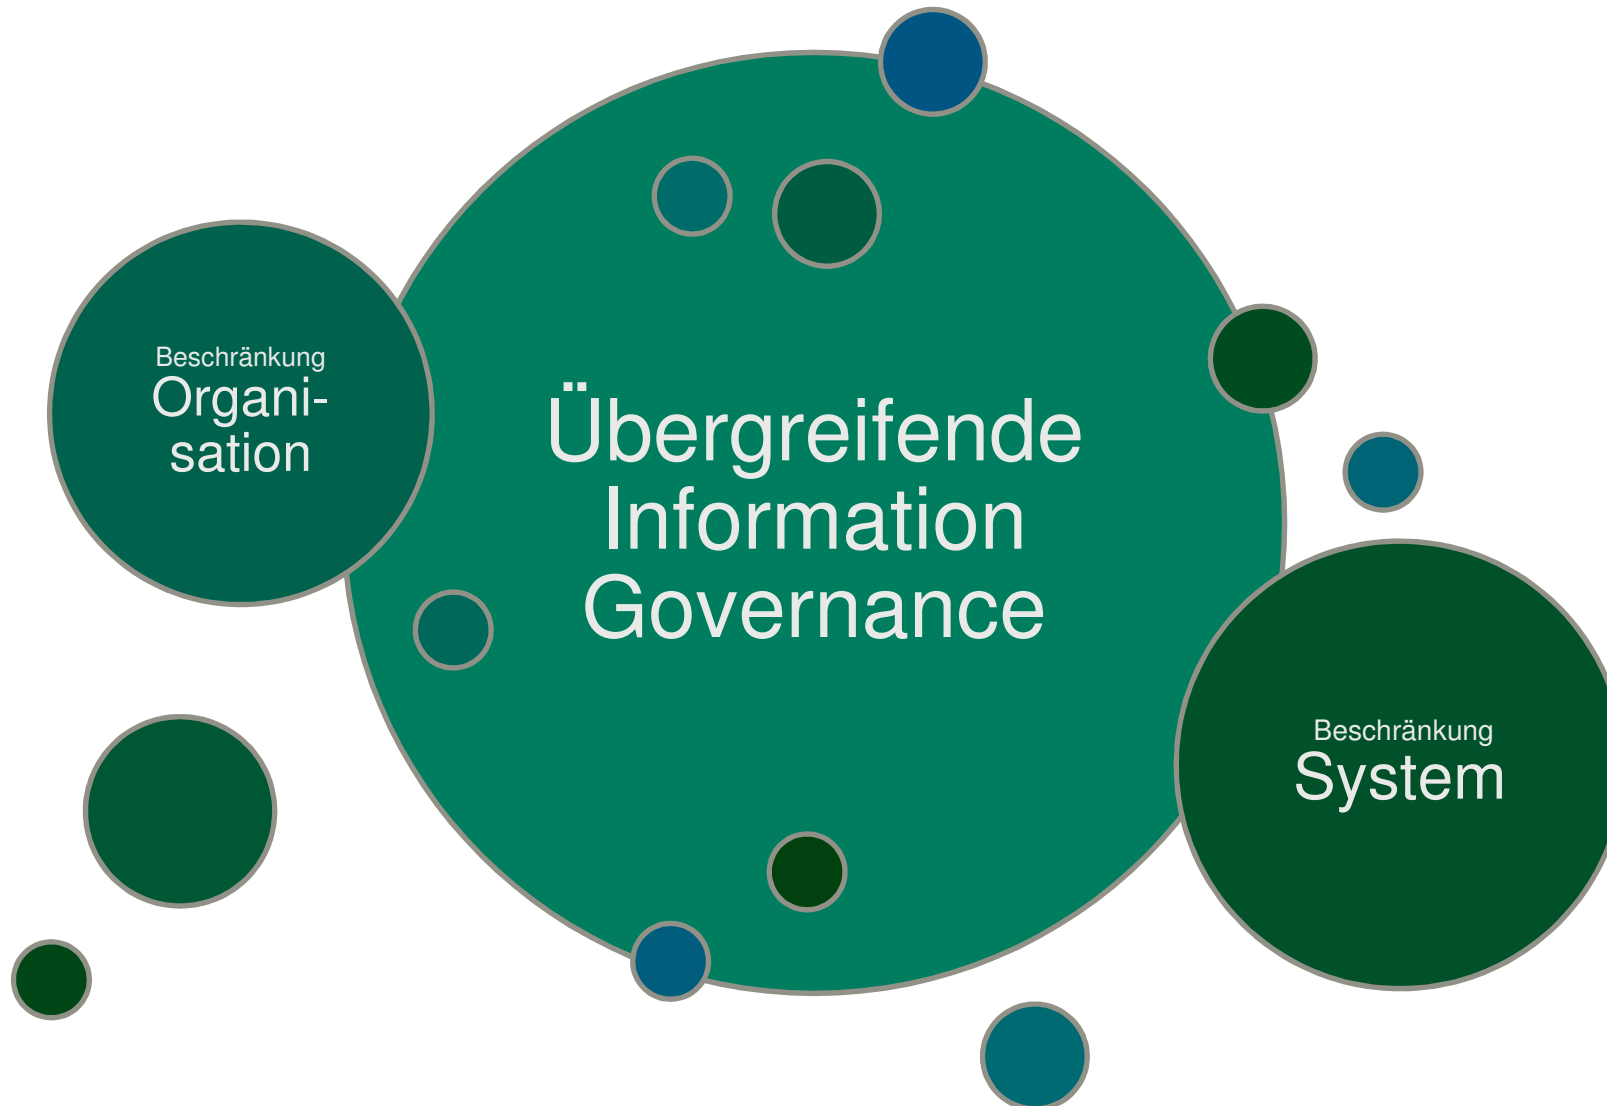 Beschränkung
Organi-
sation
Übergreifende
Information
Governance
Beschränkung
System